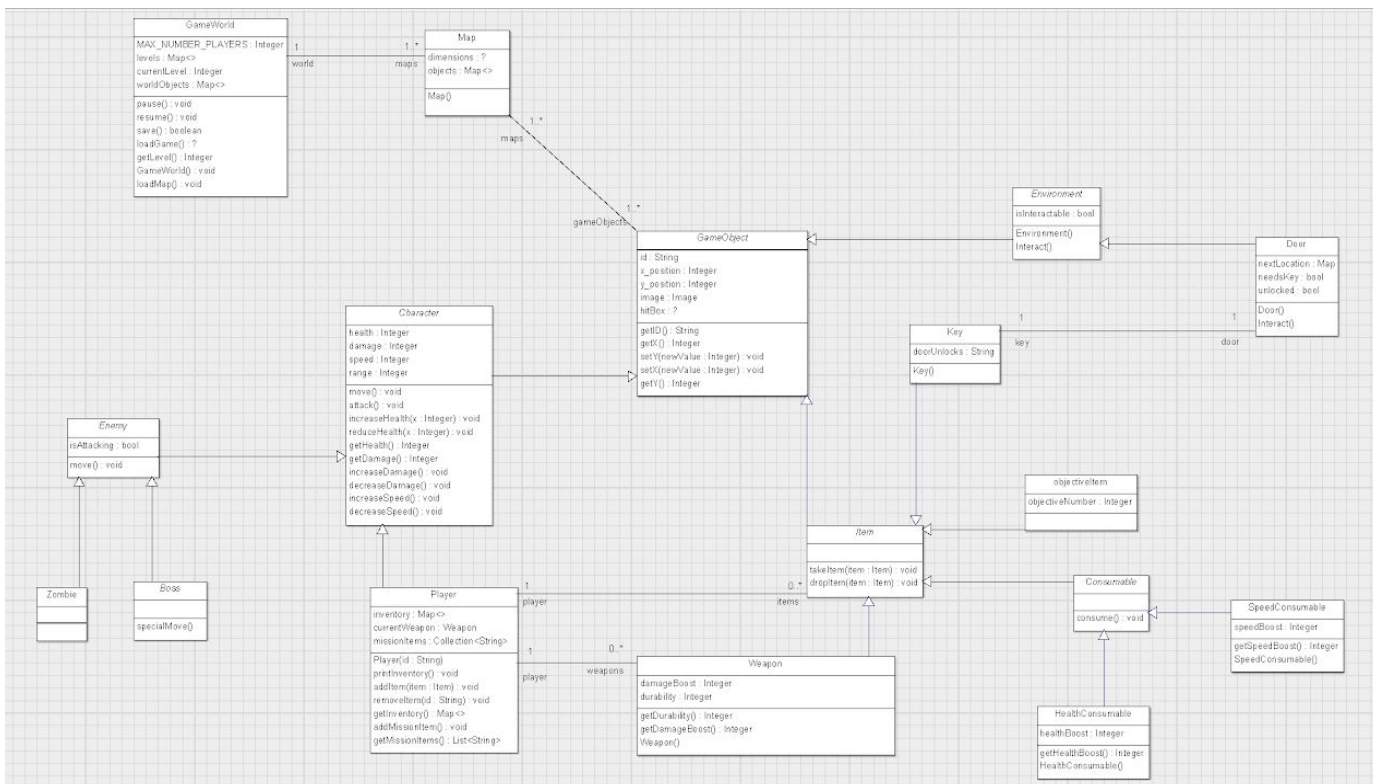 GameWorld
MAX_NUMBER_PLAYERS : Integer
levels : Map<>
currentLevel : Integer
worldObjects : Map<>
pause() : void
resume() : void
save() : boolean
loadGame() : ?
getLevel() : Integer
GameWorld() : void
loadMap() : void
1
world
1..*
maps
Map
dimensions : ?
objects : Map<>
Map()
1..*
maps
1..*
gameObjects
GameObject
id : String
x_position : Integer
y_position : Integer
image : Image
hitBox : ?
getID() : String
getX() : Integer
setY(newValue : Integer) : void
setX(newValue : Integer) : void
getY() : Integer
Environment
isInteractable : bool
Environment()
Interact()
Door
nextLocation : Map
needsKey : bool
unlocked : bool
Door()
Interact()
Key
doorUnlocks : String
Key()
1
key
1
door
Character
health : Integer
damage : Integer
speed : Integer
range : Integer
move() : void
attack() : void
increaseHealth(x : Integer) : void
reduceHealth(x : Integer) : void
getHealth() : Integer
getDamage() : Integer
increaseDamage() : void
decreaseDamage() : void
increaseSpeed() : void
decreaseSpeed() : void
Enemy
isAttacking : bool
move() : void
Zombie
Boss
specialMove()
Player
inventory : Map<>
currentWeapon : Weapon
missionItems : Collection<String>
Player(id : String)
printInventory() : void
addItem(item : Item) : void
removeItem(id : String) : void
getInventory() : Map<>
addMissionItem() : void
getMissionItems() : List<String>
1
player
0..*
items
1
player
0..*
weapons
Item
takeItem(item : Item) : void
dropItem(item : Item) : void
Weapon
damageBoost : Integer
durability : Integer
getDurability() : Integer
getDamageBoost() : Integer
Weapon()
objectiveItem
objectiveNumber : Integer
Consumable
consume() : void
SpeedConsumable
speedBoost : Integer
getSpeedBoost() : Integer
SpeedConsumable()
HealthConsumable
healthBoost : Integer
getHealthBoost() : Integer
HealthConsumable()